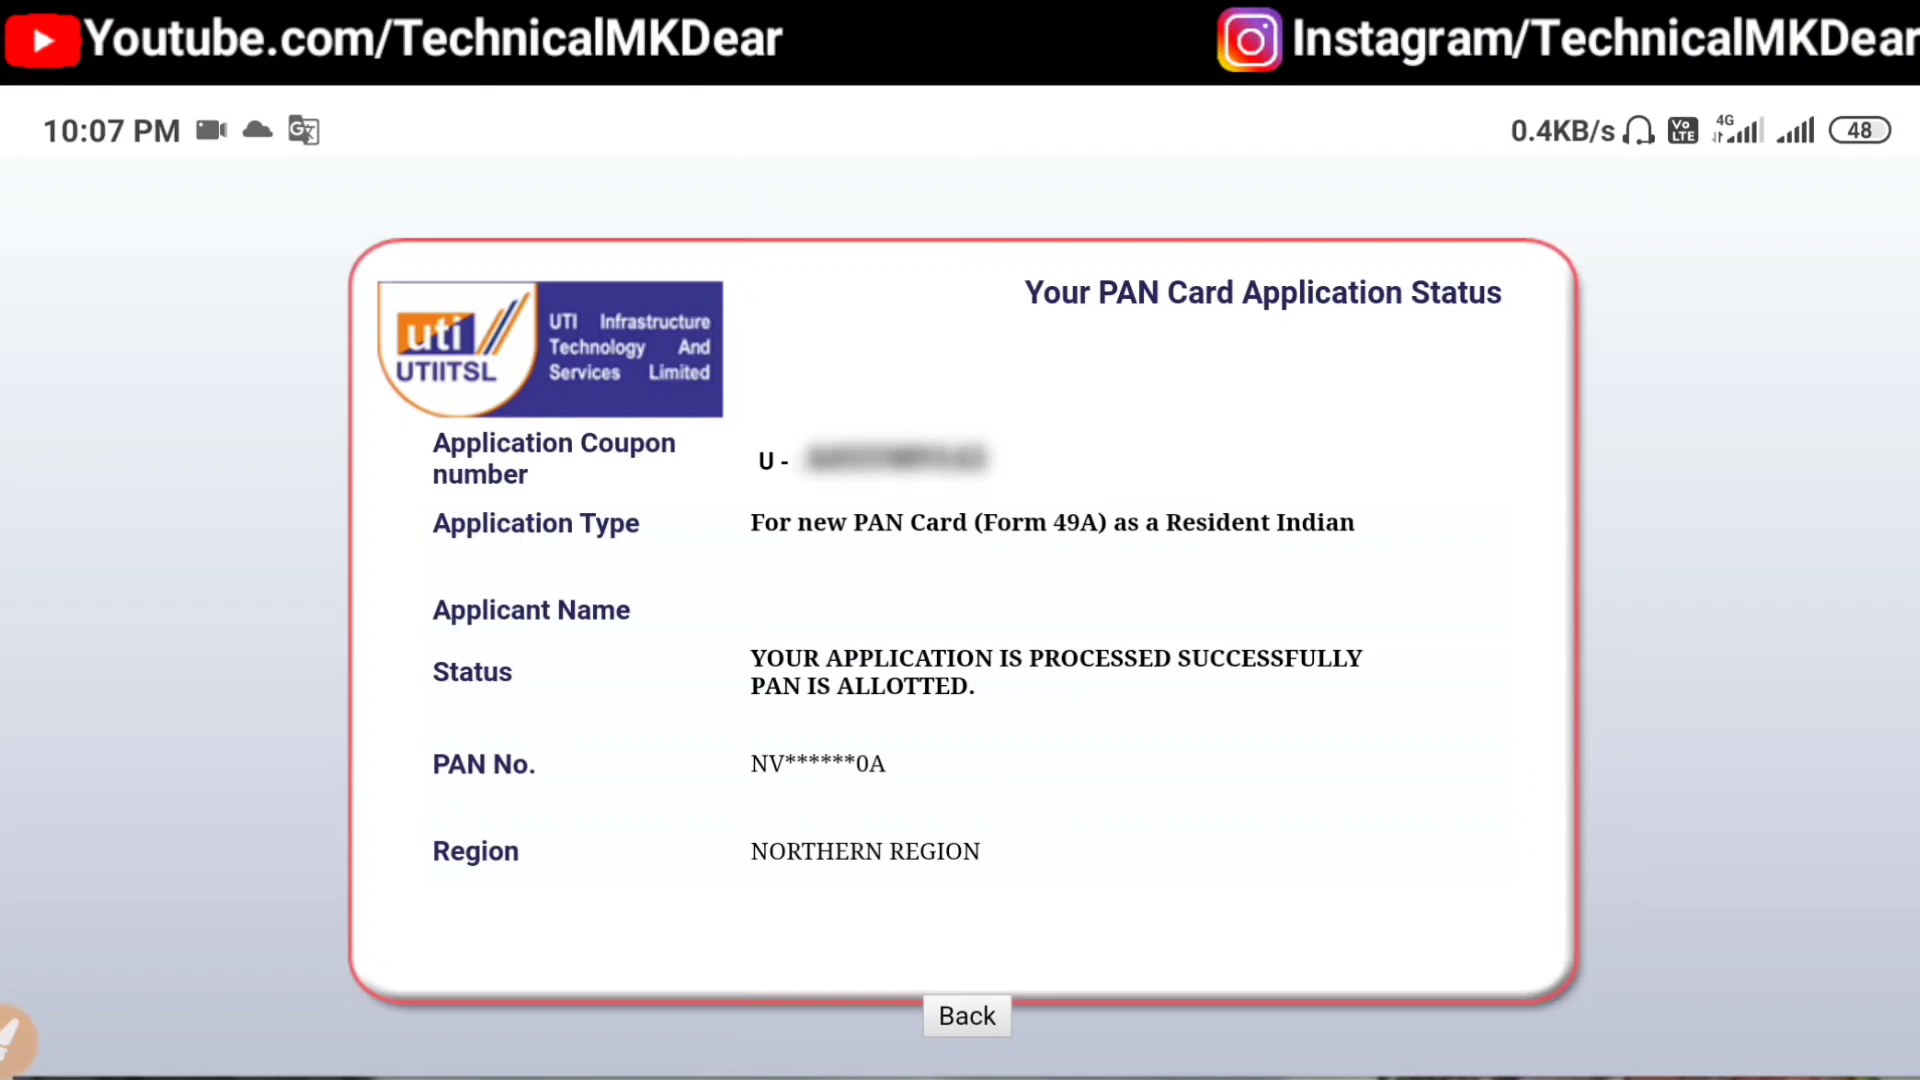 Youtube.com/TechnicalMKDear
Instagram/TechnicalMKDear
10:07 PM
0.4KB/s
Vo LTE
4G
48
Your PAN Card Application Status
uti
UTIITSL
UTI Infrastructure
Technology And
Services Limited
Application Coupon
number
U -
Application Type
For new PAN Card (Form 49A) as a Resident Indian
Applicant Name
Status
YOUR APPLICATION IS PROCESSED SUCCESSFULLY
PAN IS ALLOTTED.
PAN No.
NV******0A
Region
NORTHERN REGION
Back